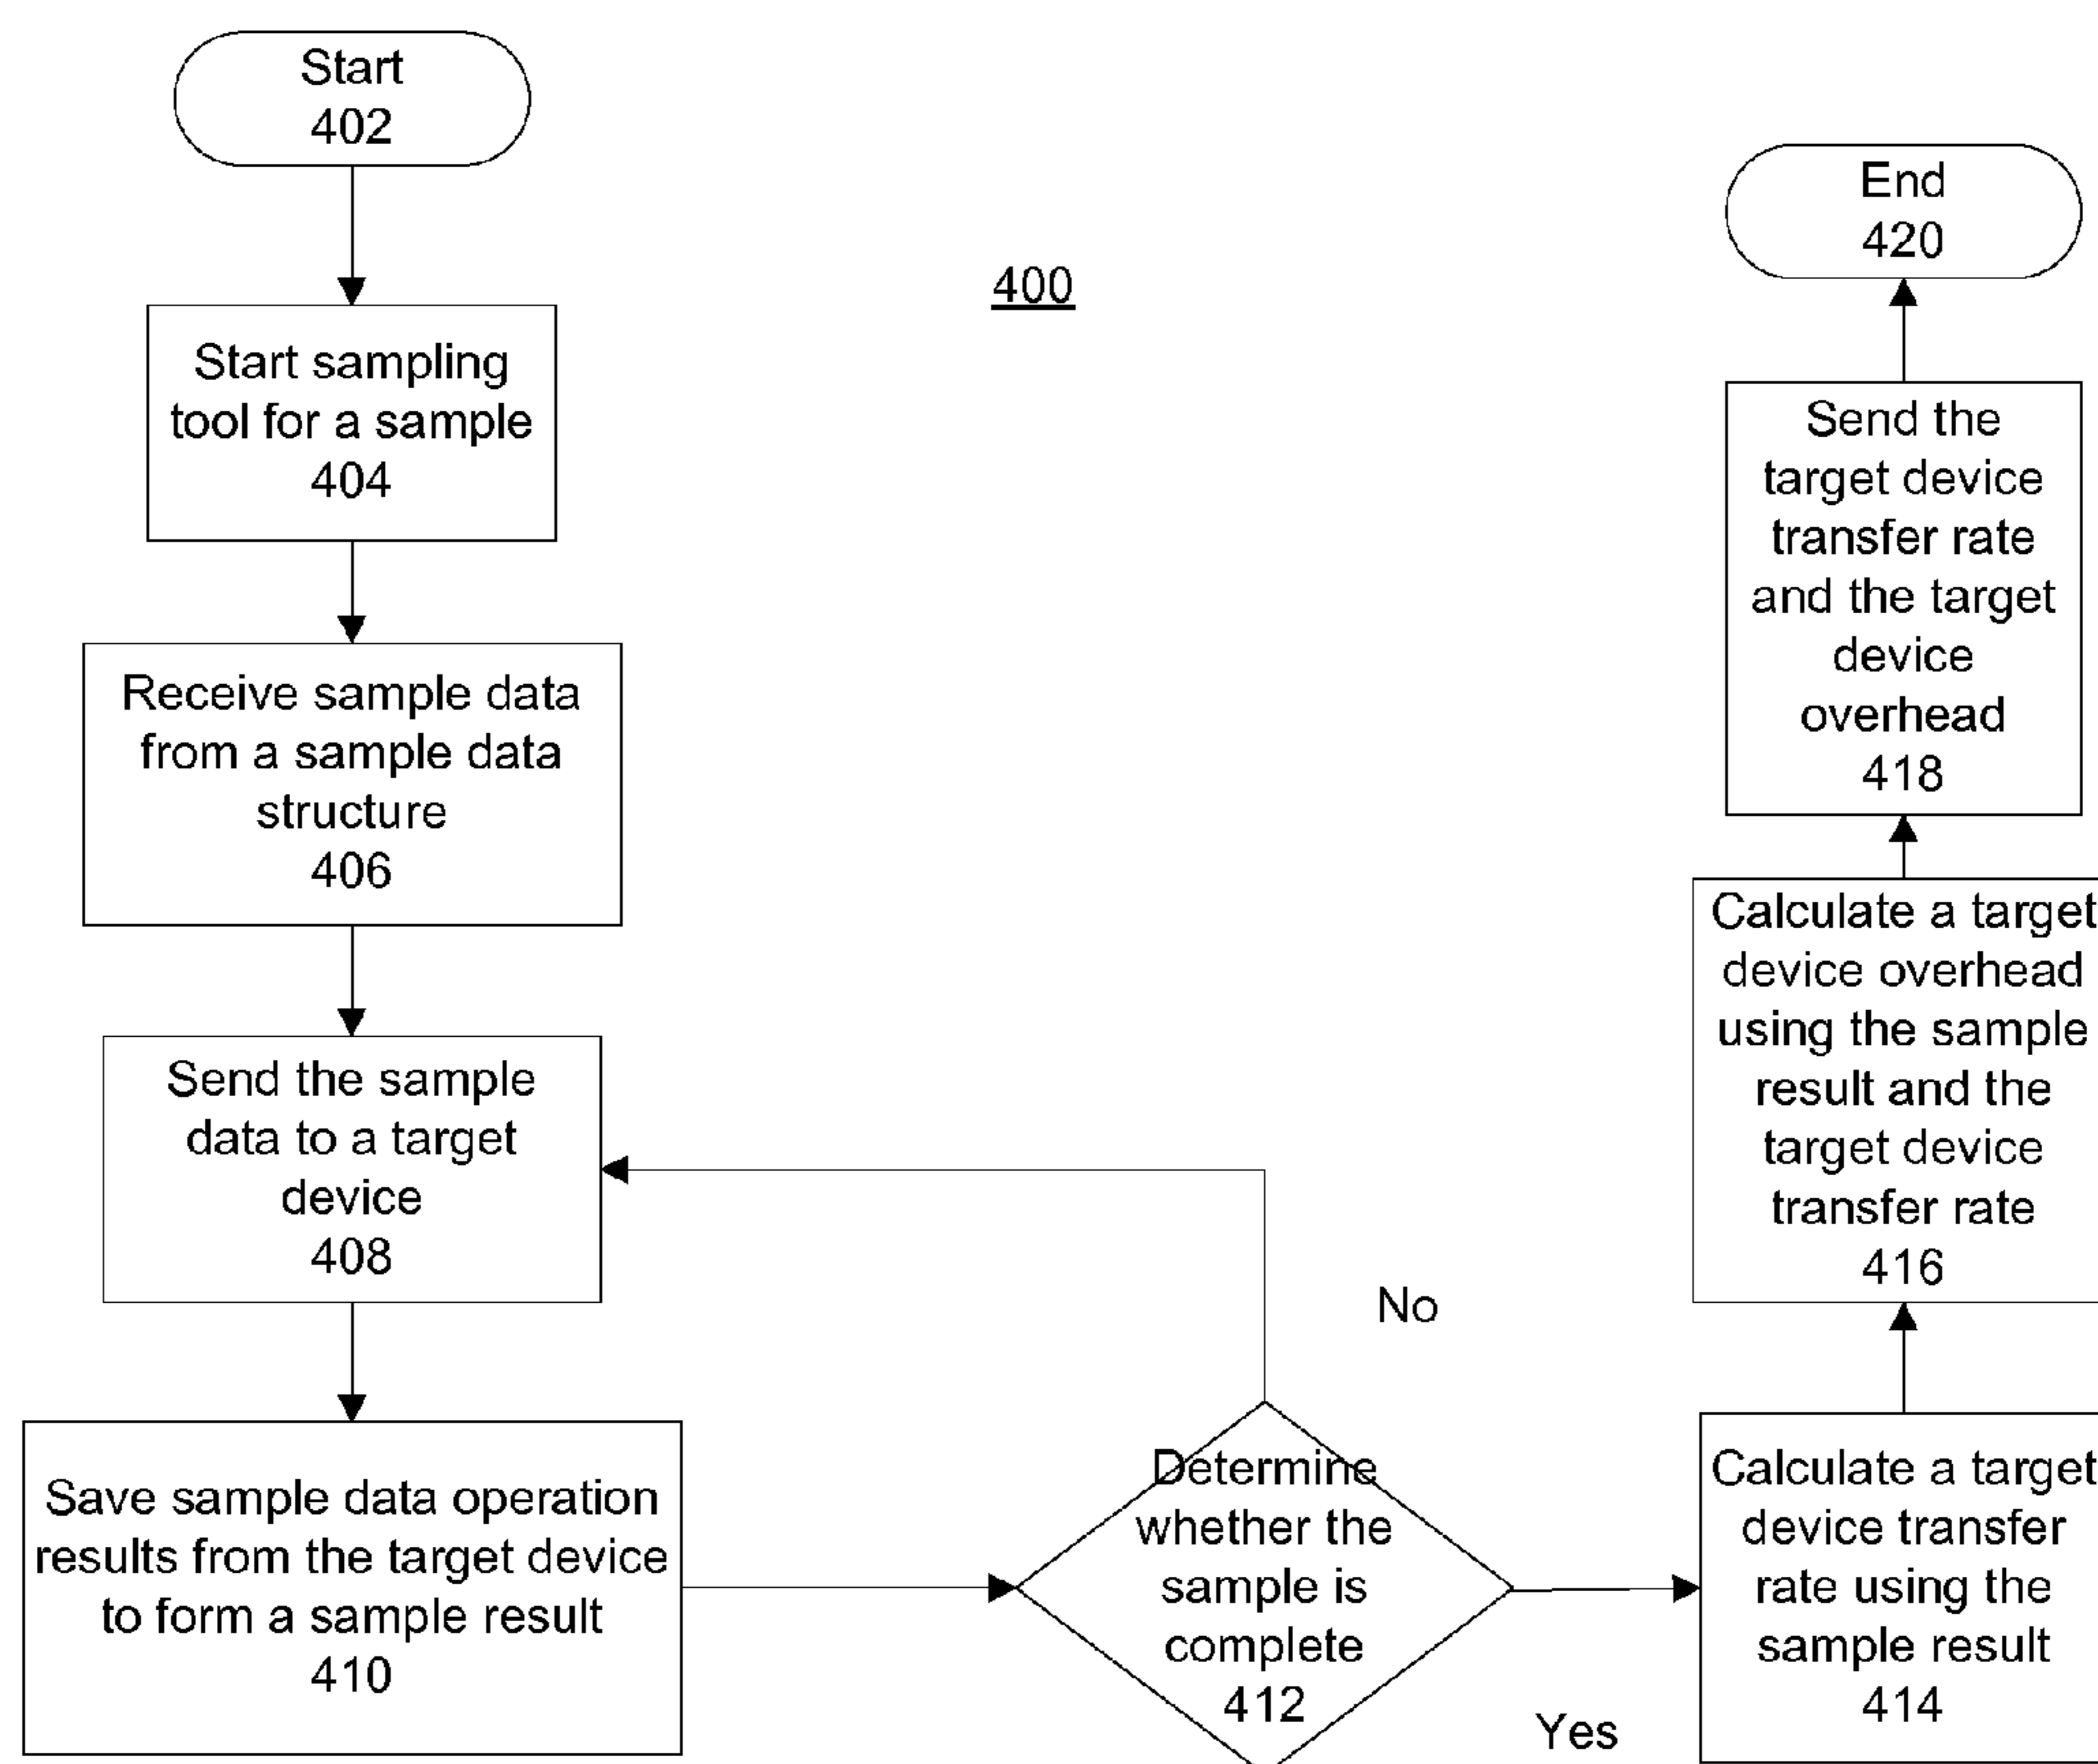 Start
402
Start sampling
tool for a sample
404
Receive sample data
from a sample data
structure
406
Send the sample
data to a target
device
408
Save sample data operation
results from the target device
to form a sample result
410
400
No
Determine
whether the
sample is
complete
412
Yes
Calculate a target
device transfer
rate using the
sample result
414
Calculate a target
device overhead
using the sample
result and the
target device
transfer rate
416
Send the
target device
transfer rate
and the target
device
overhead
418
End
420